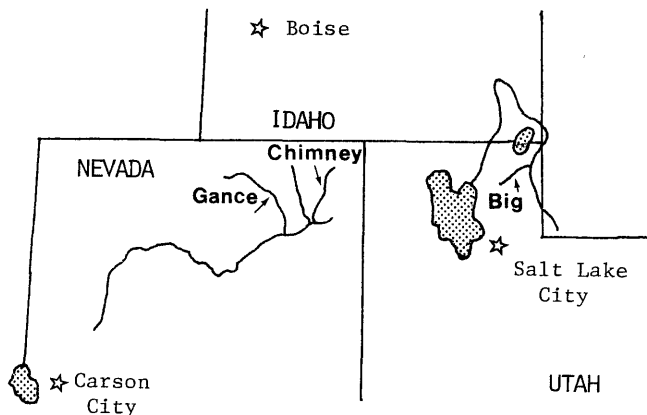 Boise
IDAHO
NEVADA
Chimney
Gance
Big
Salt Lake
City
Carson
City
UTAH